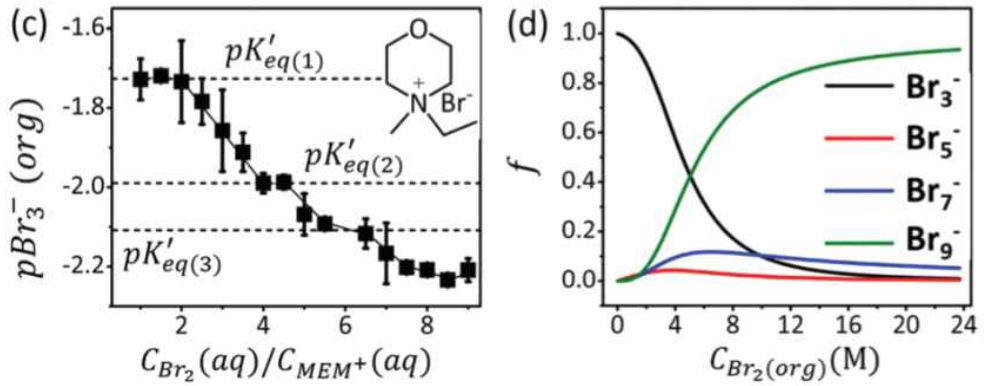 (c)
-1.6
-1.8
-2.0
-2.2
pBr₃⁻ (org)
pK′eq(1)
pK′eq(2)
pK′eq(3)
O
N⁺ Br⁻
2 4 6 8
C_Br₂(aq)/C_MEM⁺(aq)
(d)
1.0
0.8
0.6
0.4
0.2
0.0
f
Br₃⁻
Br₅⁻
Br₇⁻
Br₉⁻
0 4 8 12 16 20 24
C_Br₂(org)(M)